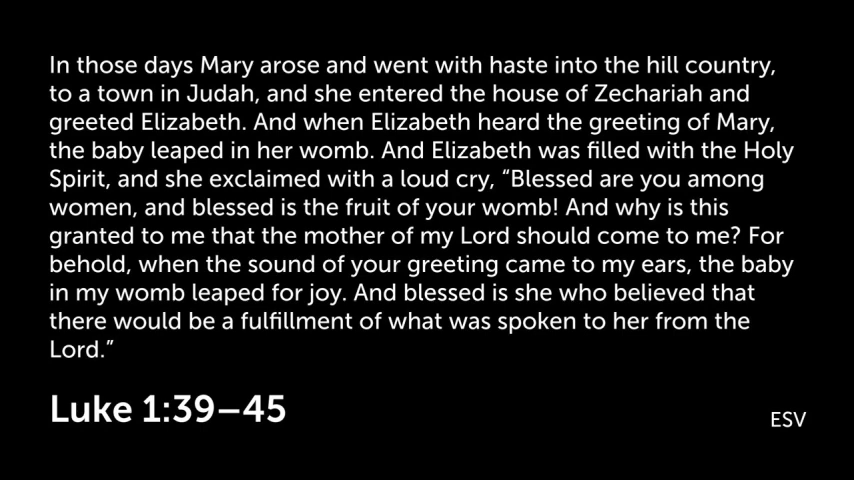 In those days Mary arose and went with haste into the hill country,
to a town in Judah, and she entered the house of Zechariah and
greeted Elizabeth. And when Elizabeth heard the greeting of Mary,
the baby leaped in her womb. And Elizabeth was filled with the Holy
Spirit, and she exclaimed with a loud cry, “Blessed are you among
women, and blessed is the fruit of your womb! And why is this
granted to me that the mother of my Lord should come to me? For
behold, when the sound of your greeting came to my ears, the baby
in my womb leaped for joy. And blessed is she who believed that
there would be a fulfillment of what was spoken to her from the
Lord.”
Luke 1:39–45
ESV